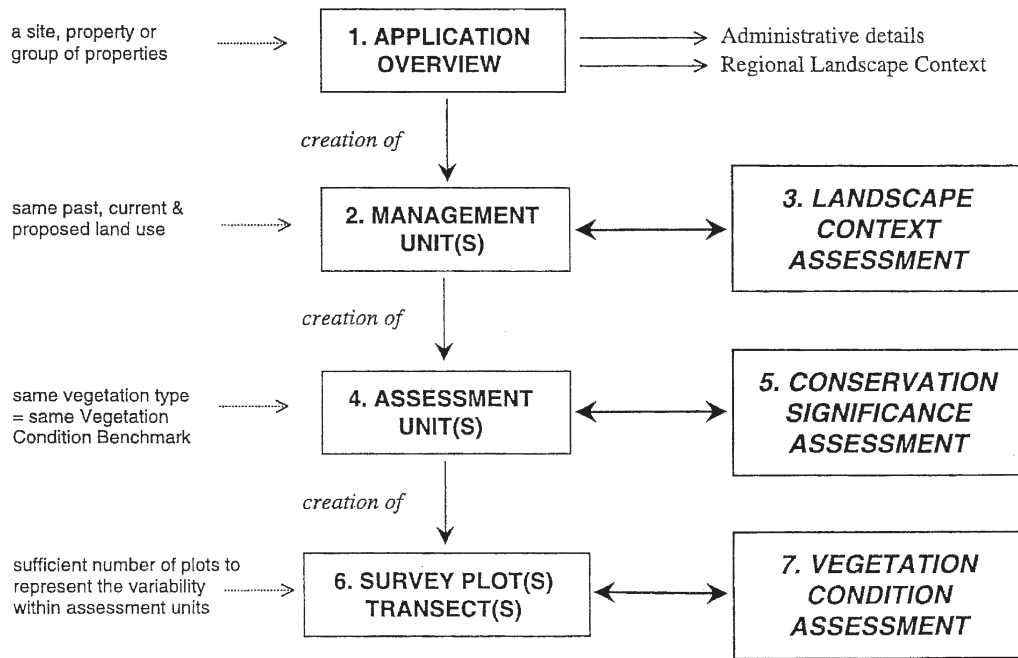 a site, property or
group of properties
1. APPLICATION
OVERVIEW
Administrative details
Regional Landscape Context
creation of
same past, current &
proposed land use
2. MANAGEMENT
UNIT(S)
3. LANDSCAPE
CONTEXT
ASSESSMENT
creation of
same vegetation type
= same Vegetation
Condition Benchmark
4. ASSESSMENT
UNIT(S)
5. CONSERVATION
SIGNIFICANCE
ASSESSMENT
creation of
sufficient number of plots to
represent the variability
within assessment units
6. SURVEY PLOT(S)
TRANSECT(S)
7. VEGETATION
CONDITION
ASSESSMENT